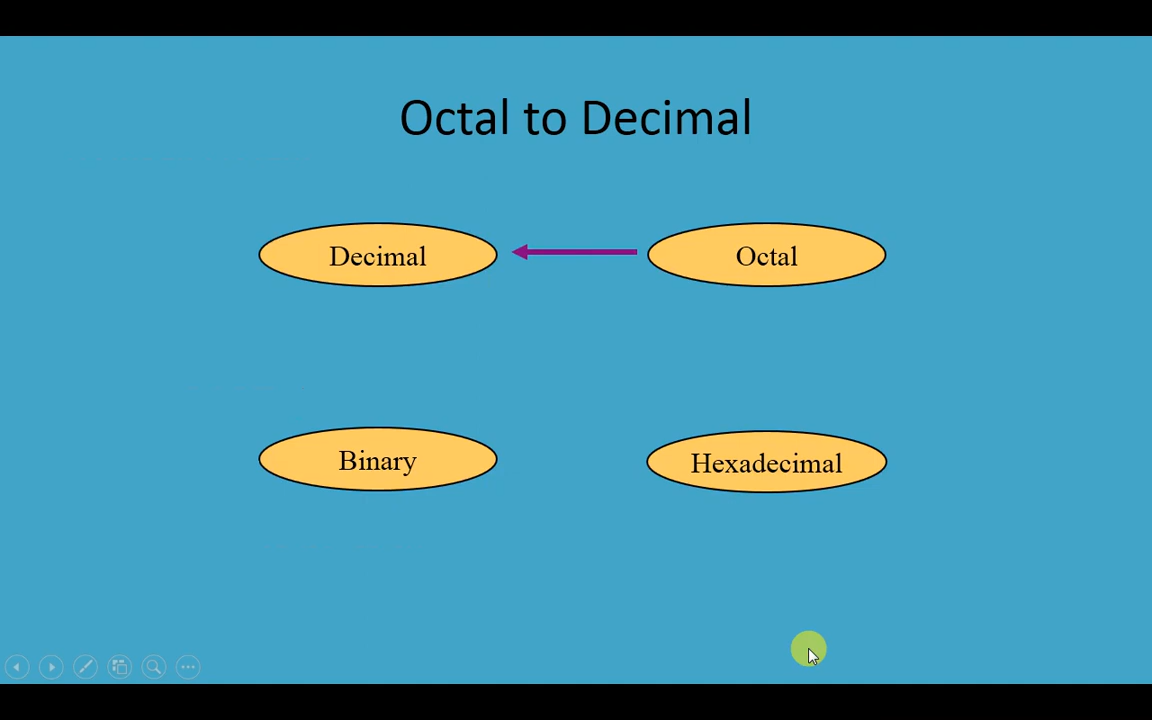 Octal to Decimal
Decimal
Octal
Binary
Hexadecimal